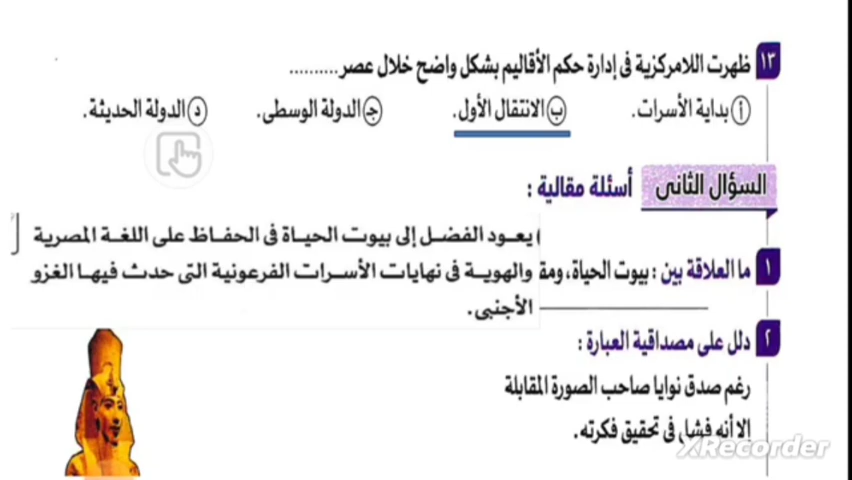 ١٣ ظهرت اللامركزية فى إدارة حكم الأقاليم بشكل واضح خلال عصر ..........
أ بداية الأسرات. ب الانتقال الأول. ج الدولة الوسطى. د الدولة الحديثة.
السؤال الثانى أسئلة مقالية :
يعود الفضل إلى بيوت الحياة فى الحفاظ على اللغة المصرية
١ ما العلاقة بين : بيوت الحياة، ومق
والهوية فى نهايات الأسرات الفرعونية التى حدث فيها الغزو
الأجنبى.
٢ دلل على مصداقية العبارة :
رغم صدق نوايا صاحب الصورة المقابلة
إلا أنه فشل فى تحقيق فكرته.
XRecorder